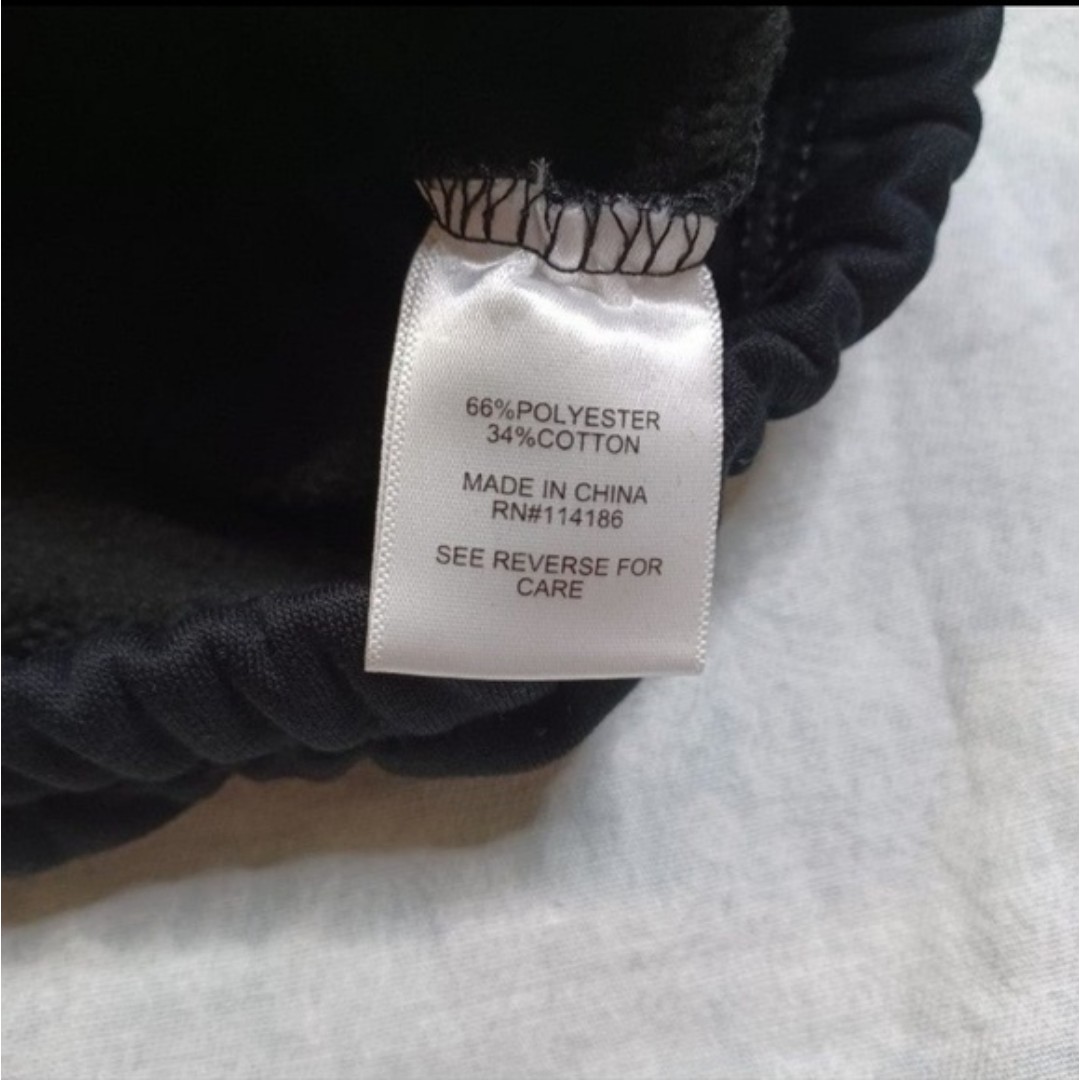 66%POLYESTER
34%COTTON
MADE IN CHINA
RN#114186
SEE REVERSE FOR
CARE